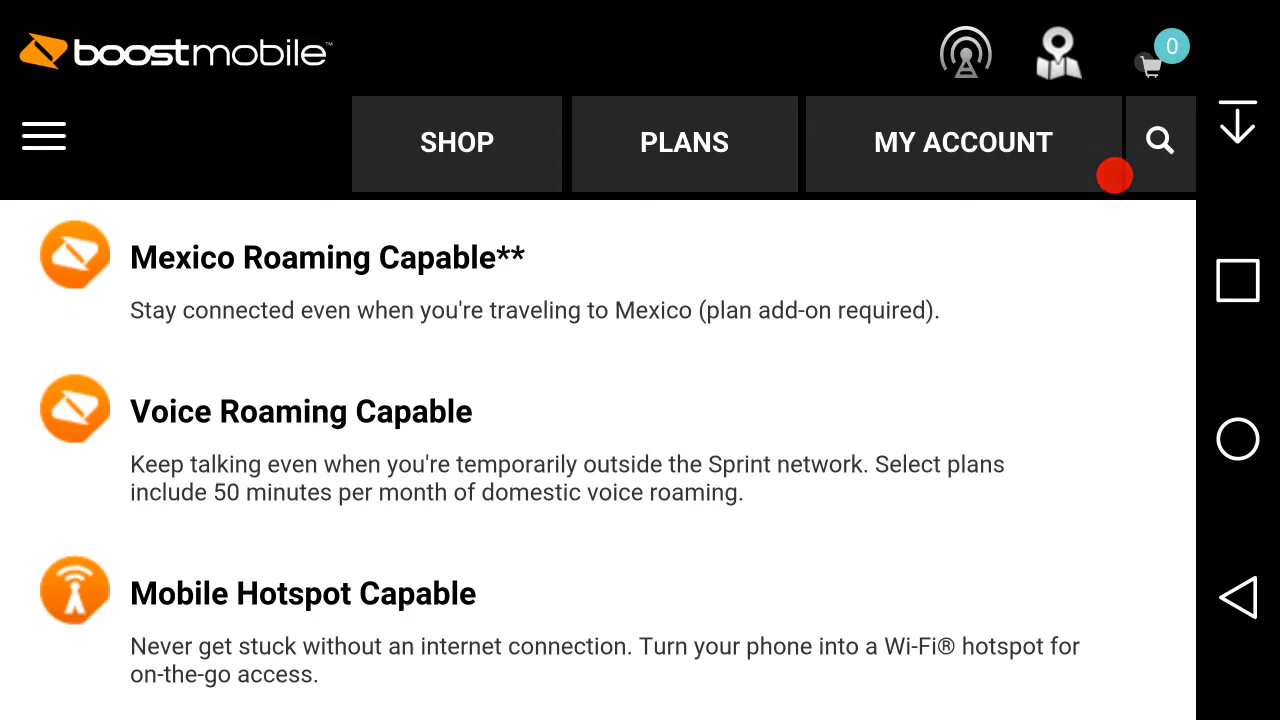 boostmobile™
0
SHOP
PLANS
MY ACCOUNT
Mexico Roaming Capable**
Stay connected even when you're traveling to Mexico (plan add-on required).
Voice Roaming Capable
Keep talking even when you're temporarily outside the Sprint network. Select plans
include 50 minutes per month of domestic voice roaming.
Mobile Hotspot Capable
Never get stuck without an internet connection. Turn your phone into a Wi-Fi® hotspot for
on-the-go access.